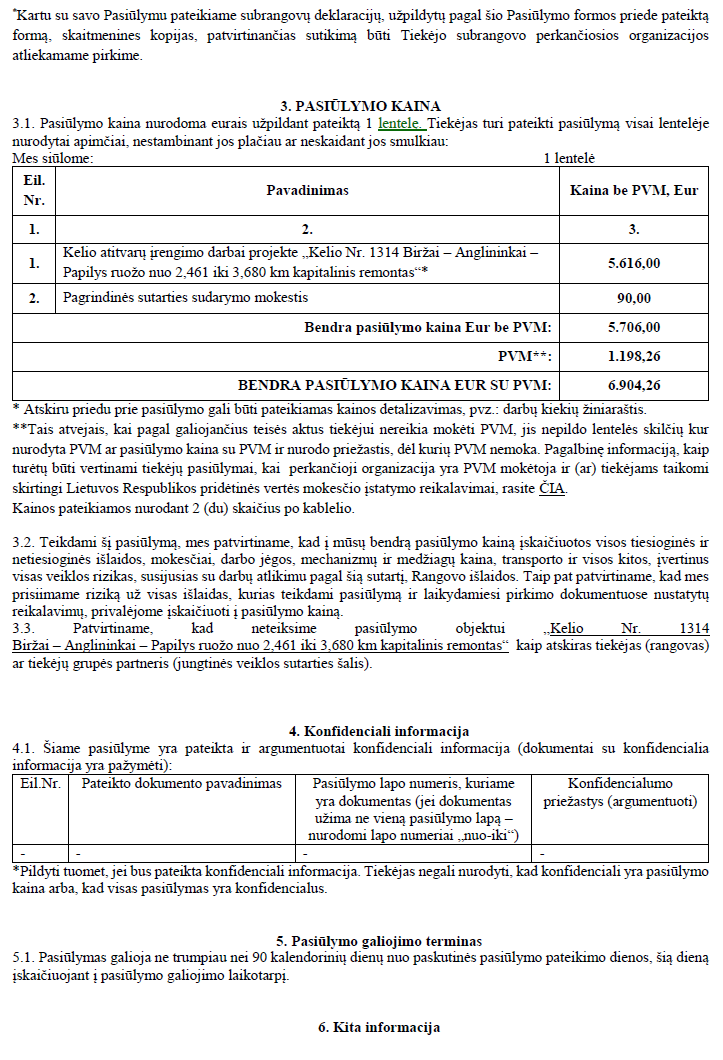 *Kartu su savo Pasiūlymu pateikiame subrangovų deklaracijų, užpildytų pagal šio Pasiūlymo formos priede pateiktą
formą, skaitmenines kopijas, patvirtinančias sutikimą būti Tiekėjo subrangovo perkančiosios organizacijos
atliekamame pirkime.
3. PASIŪLYMO KAINA
3.1. Pasiūlymo kaina nurodoma eurais užpildant pateiktą 1 lentelę. Tiekėjas turi pateikti pasiūlymą visai lentelėje
nurodytai apimčiai, nestambinant jos plačiau ar neskaidant jos smulkiau:
Mes siūlome: 1 lentelė
Eil. Nr. Pavadinimas Kaina be PVM, Eur
1. 2. 3.
1. Kelio atitvarų įrengimo darbai projekte „Kelio Nr. 1314 Biržai – Anglininkai –
Papilys ruožo nuo 2,461 iki 3,680 km kapitalinis remontas“* 5.616,00
2. Pagrindinės sutarties sudarymo mokestis 90,00
Bendra pasiūlymo kaina Eur be PVM: 5.706,00
PVM**: 1.198,26
BENDRA PASIŪLYMO KAINA EUR SU PVM: 6.904,26
* Atskiru priedu prie pasiūlymo gali būti pateikiamas kainos detalizavimas, pvz.: darbų kiekių žiniaraštis.
**Tais atvejais, kai pagal galiojančius teisės aktus tiekėjui nereikia mokėti PVM, jis nepildo lentelės skilčių kur
nurodyta PVM ar pasiūlymo kaina su PVM ir nurodo priežastis, dėl kurių PVM nemoka. Pagalbinę informaciją, kaip
turėtų būti vertinami tiekėjų pasiūlymai, kai perkančioji organizacija yra PVM mokėtoja ir (ar) tiekėjams taikomi
skirtingi Lietuvos Respublikos pridėtinės vertės mokesčio įstatymo reikalavimai, rasite ČIA.
Kainos pateikiamos nurodant 2 (du) skaičius po kablelio.
3.2. Teikdami šį pasiūlymą, mes patvirtiname, kad į mūsų bendrą pasiūlymo kainą įskaičiuotos visos tiesioginės ir
netiesioginės išlaidos, mokesčiai, darbo jėgos, mechanizmų ir medžiagų kaina, transporto ir visos kitos, įvertinus
visas veiklos rizikas, susijusias su darbų atlikimu pagal šią sutartį, Rangovo išlaidos. Taip pat patvirtiname, kad mes
prisiimame riziką už visas išlaidas, kurias teikdami pasiūlymą ir laikydamiesi pirkimo dokumentuose nustatytų
reikalavimų, privalėjome įskaičiuoti į pasiūlymo kainą.
3.3. Patvirtiname, kad neteiksime pasiūlymo objektui „Kelio Nr. 1314
Biržai – Anglininkai – Papilys ruožo nuo 2,461 iki 3,680 km kapitalinis remontas“ kaip atskiras tiekėjas (rangovas)
ar tiekėjų grupės partneris (jungtinės veiklos sutarties šalis).
4. Konfidenciali informacija
4.1. Šiame pasiūlyme yra pateikta ir argumentuotai konfidenciali informacija (dokumentai su konfidencialia
informacija yra pažymėti):
Eil.Nr. Pateikto dokumento pavadinimas Pasiūlymo lapo numeris, kuriame Konfidencialumo
yra dokumentas (jei dokumentas priežastys (argumentuoti)
užima ne vieną pasiūlymo lapą –
nurodomi lapo numeriai „nuo-iki“)
- - - -
*Pildyti tuomet, jei bus pateikta konfidenciali informacija. Tiekėjas negali nurodyti, kad konfidenciali yra pasiūlymo
kaina arba, kad visas pasiūlymas yra konfidencialus.
5. Pasiūlymo galiojimo terminas
5.1. Pasiūlymas galioja ne trumpiau nei 90 kalendorinių dienų nuo paskutinės pasiūlymo pateikimo dienos, šią dieną
įskaičiuojant į pasiūlymo galiojimo laikotarpį.
6. Kita informacija